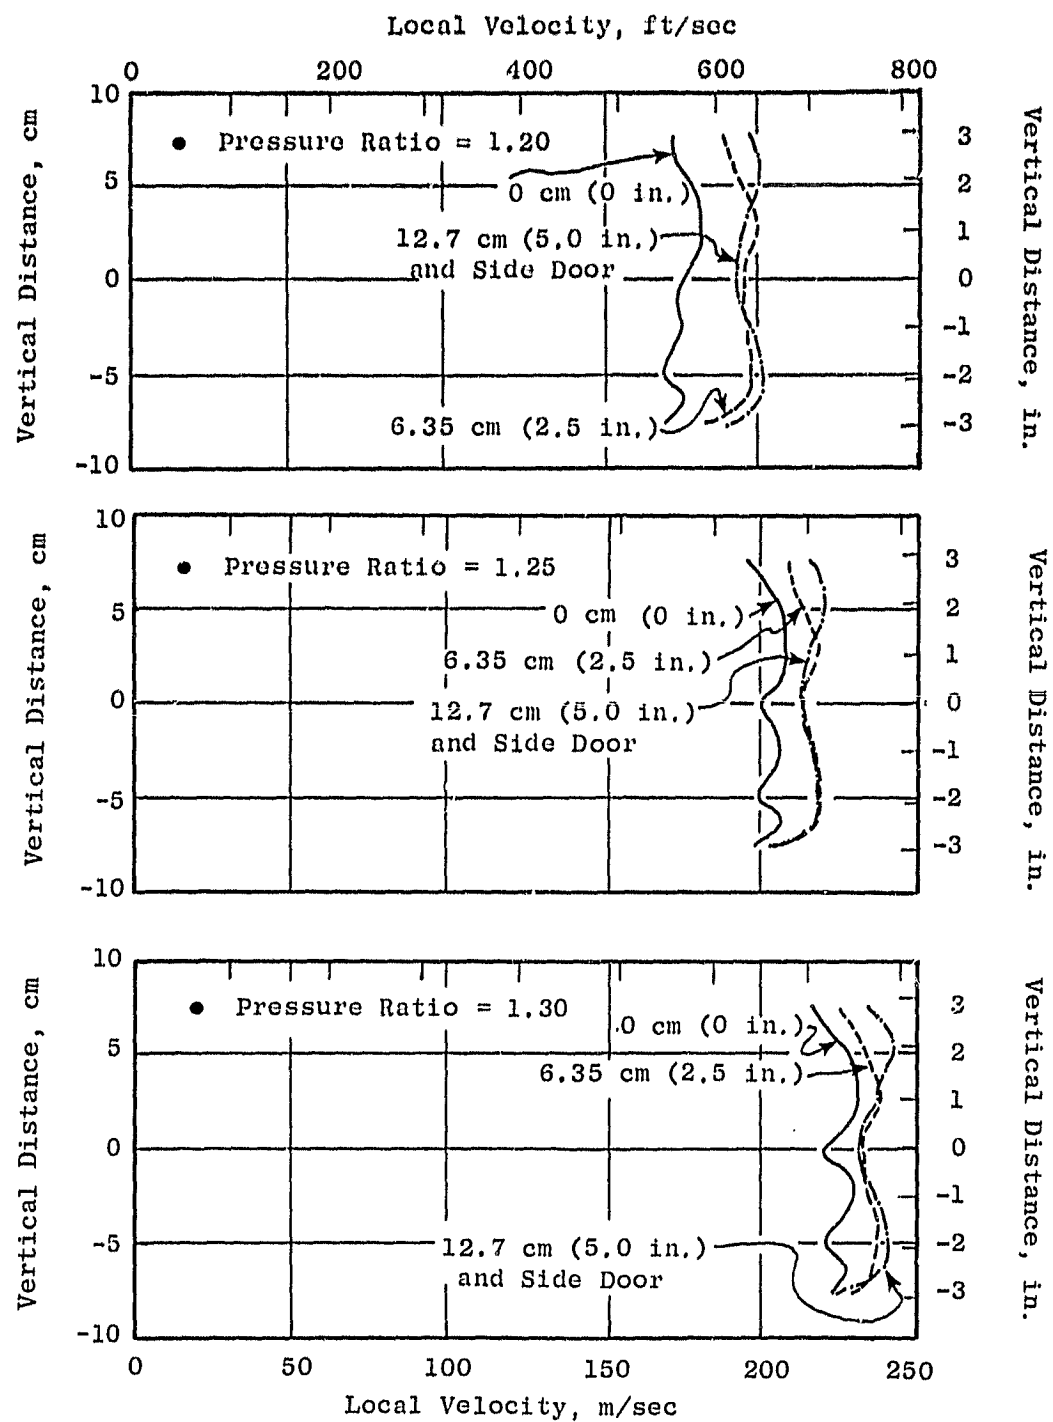 Local Velocity, ft/sec
0 200 400 600 800
Vertical Distance, cm
10
5
0
-5
-10
• Pressure Ratio = 1.20
0 cm (0 in.)
12.7 cm (5.0 in.)
and Side Door
6.35 cm (2.5 in.)
3
2
1
0
-1
-2
-3
Vertical Distance, in.
Vertical Distance, cm
10
5
0
-5
-10
• Pressure Ratio = 1.25
0 cm (0 in.)
6.35 cm (2.5 in.)
12.7 cm (5.0 in.)
and Side Door
3
2
1
0
-1
-2
-3
Vertical Distance, in.
Vertical Distance, cm
10
5
0
-5
-10
• Pressure Ratio = 1.30
0 cm (0 in.)
6.35 cm (2.5 in.)
12.7 cm (5.0 in.)
and Side Door
3
2
1
0
-1
-2
-3
Vertical Distance, in.
0 50 100 150 200 250
Local Velocity, m/sec